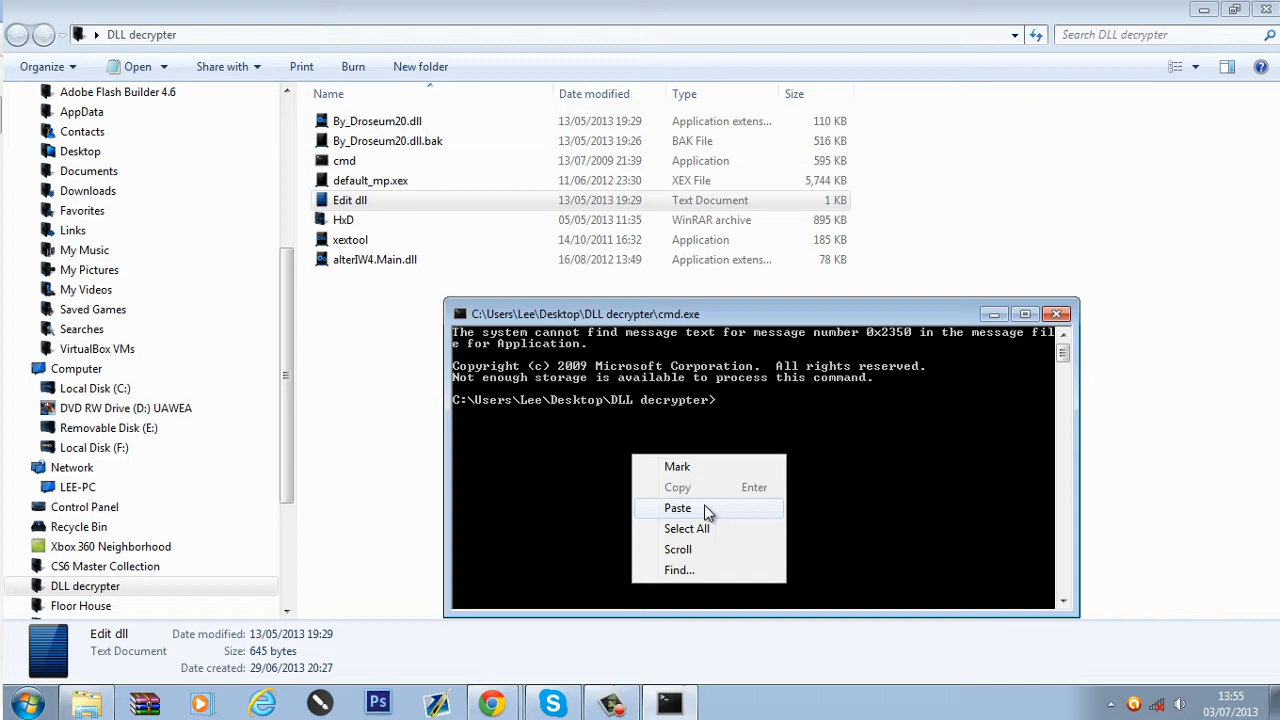 DLL decrypter
Search DLL decrypter
Organize
Open
Share with
Print
Burn
New folder
Adobe Flash Builder 4.6
AppData
Contacts
Desktop
Documents
Downloads
Favorites
Links
My Music
My Pictures
My Videos
Saved Games
Searches
VirtualBox VMs
Computer
Local Disk (C:)
DVD RW Drive (D:) UAWEA
Removable Disk (E:)
Local Disk (F:)
Network
LEE-PC
Control Panel
Recycle Bin
Xbox 360 Neighborhood
CS6 Master Collection
DLL decrypter
Floor House
Name Date modified Type Size
By_Droseum20.dll 13/05/2013 19:29 Application extens... 110 KB
By_Droseum20.dll.bak 13/05/2013 19:26 BAK File 516 KB
cmd 13/07/2009 21:39 Application 595 KB
default_mp.xex 11/06/2012 23:30 XEX File 5,744 KB
Edit dll 13/05/2013 19:29 Text Document 1 KB
HxD 05/05/2013 11:35 WinRAR archive 895 KB
xextool 14/10/2011 16:32 Application 185 KB
alterIW4.Main.dll 16/08/2012 13:49 Application extens... 78 KB
C:\Users\Lee\Desktop\DLL decrypter\cmd.exe
The system cannot find message text for message number 0x2350 in the message fil
e for Application.
Copyright (c) 2009 Microsoft Corporation. All rights reserved.
Not enough storage is available to process this command.
C:\Users\Lee\Desktop\DLL decrypter>
Mark
Copy Enter
Paste
Select All
Scroll
Find...
Edit dll Date modified: 13/05/2013 19:29
Text Document Size: 645 bytes
Date created: 29/06/2013 20:27
Ps
13:55
03/07/2013